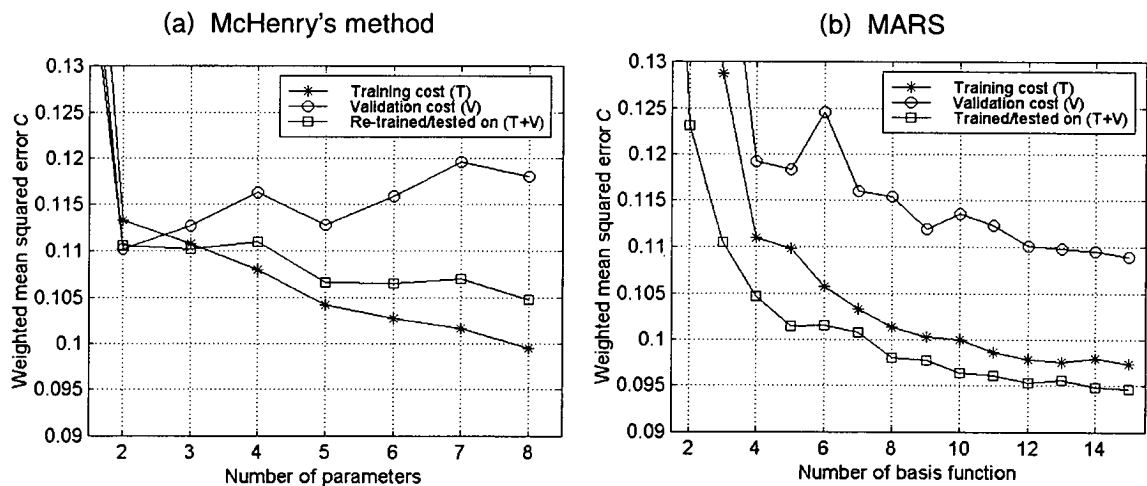 (a) McHenry's method
Weighted mean squared error C
0.13
0.125
0.12
0.115
0.11
0.105
0.1
0.095
0.09
Training cost (T)
Validation cost (V)
Re-trained/tested on (T+V)
2 3 4 5 6 7 8
Number of parameters
(b) MARS
Weighted mean squared error C
0.13
0.125
0.12
0.115
0.11
0.105
0.1
0.095
0.09
Training cost (T)
Validation cost (V)
Trained/tested on (T+V)
2 4 6 8 10 12 14
Number of basis function